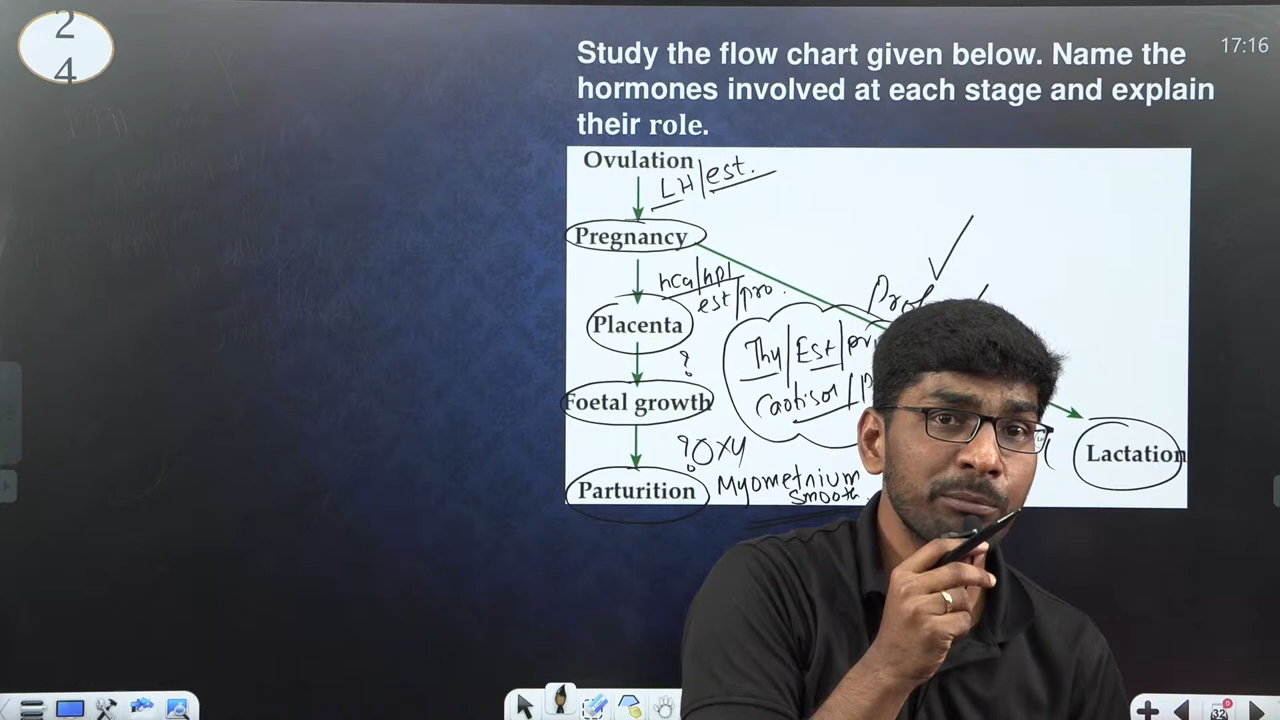 2
4
17:16
Study the flow chart given below. Name the
hormones involved at each stage and explain
their role.
Ovulation
LH/est.
Pregnancy
hCG/hpl
est/pro.
Placenta
Thy/Est/
?
Foetal growth
?
OXY
Parturition
Myometrium
Smooth
Lactation
32